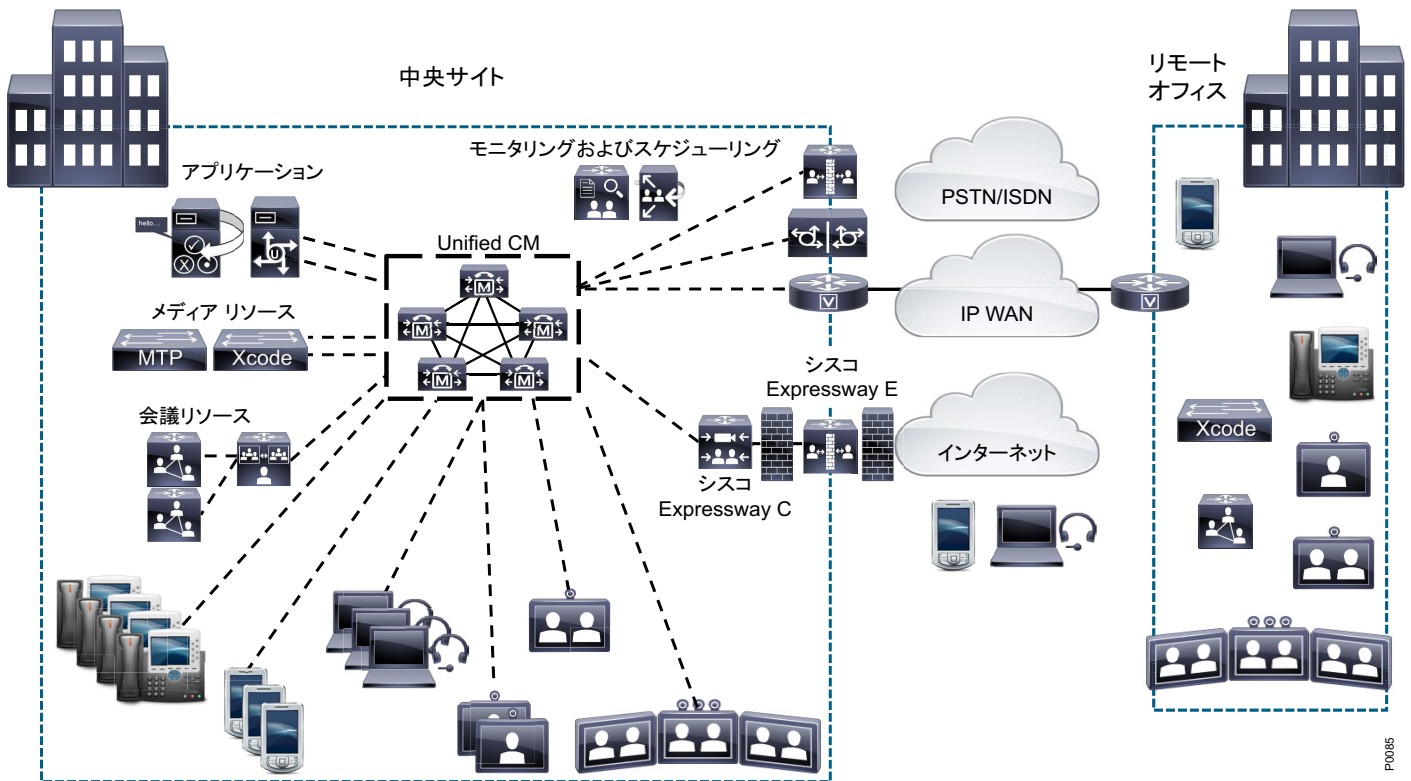 中央サイト
リモート
オフィス
モニタリングおよびスケジューリング
アプリケーション
hello...
U
PSTN/ISDN
Unified CM
M
M
M
M
M
V
IP WAN
V
メディア リソース
MTP
Xcode
シスコ
Expressway E
会議リソース
インターネット
シスコ
Expressway C
Xcode
P0085